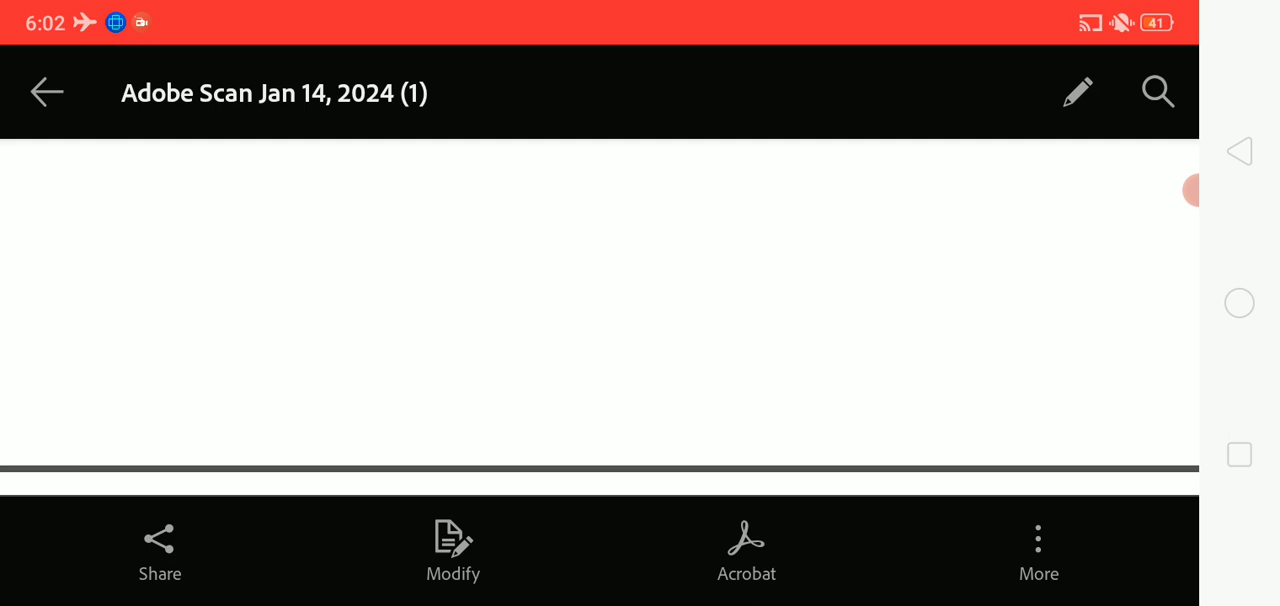 6:02
41
Adobe Scan Jan 14, 2024 (1)
Share
Modify
Acrobat
More